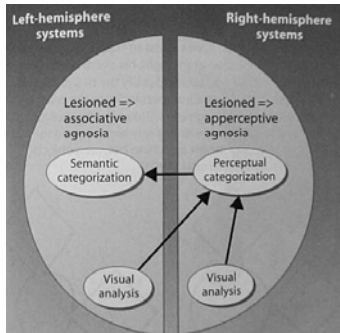 Left-hemisphere
systems
Right-hemisphere
systems
Lesioned =>
associative
agnosia
Lesioned =>
apperceptive
agnosia
Semantic
categorization
Perceptual
categorization
Visual
analysis
Visual
analysis